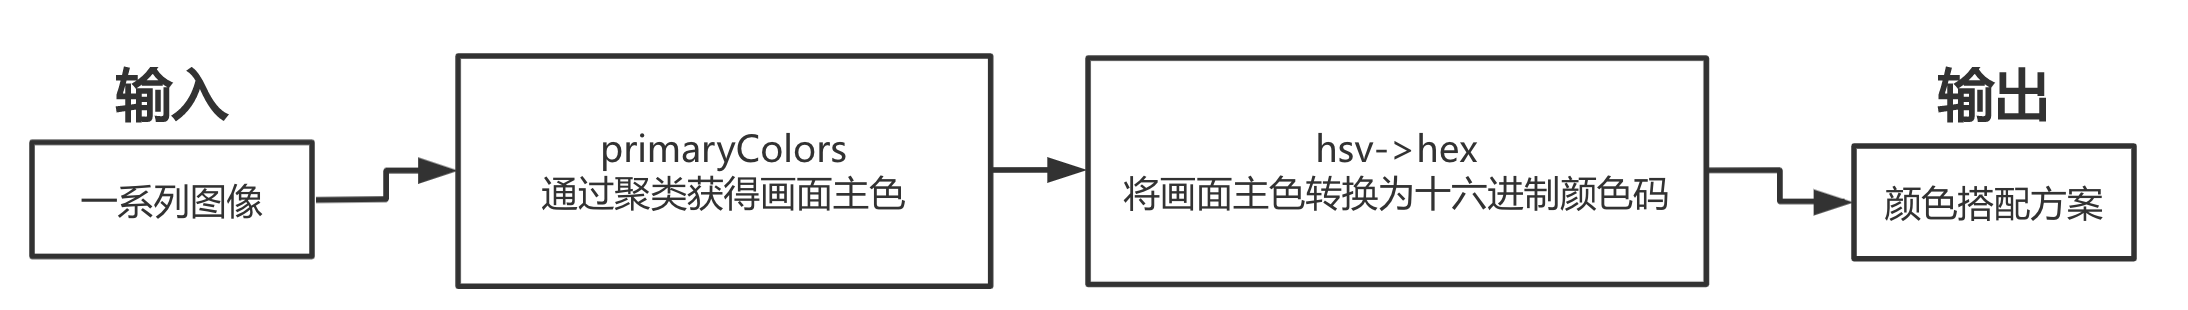 输入
一系列图像
primaryColors
通过聚类获得画面主色
hsv->hex
将画面主色转换为十六进制颜色码
输出
颜色搭配方案